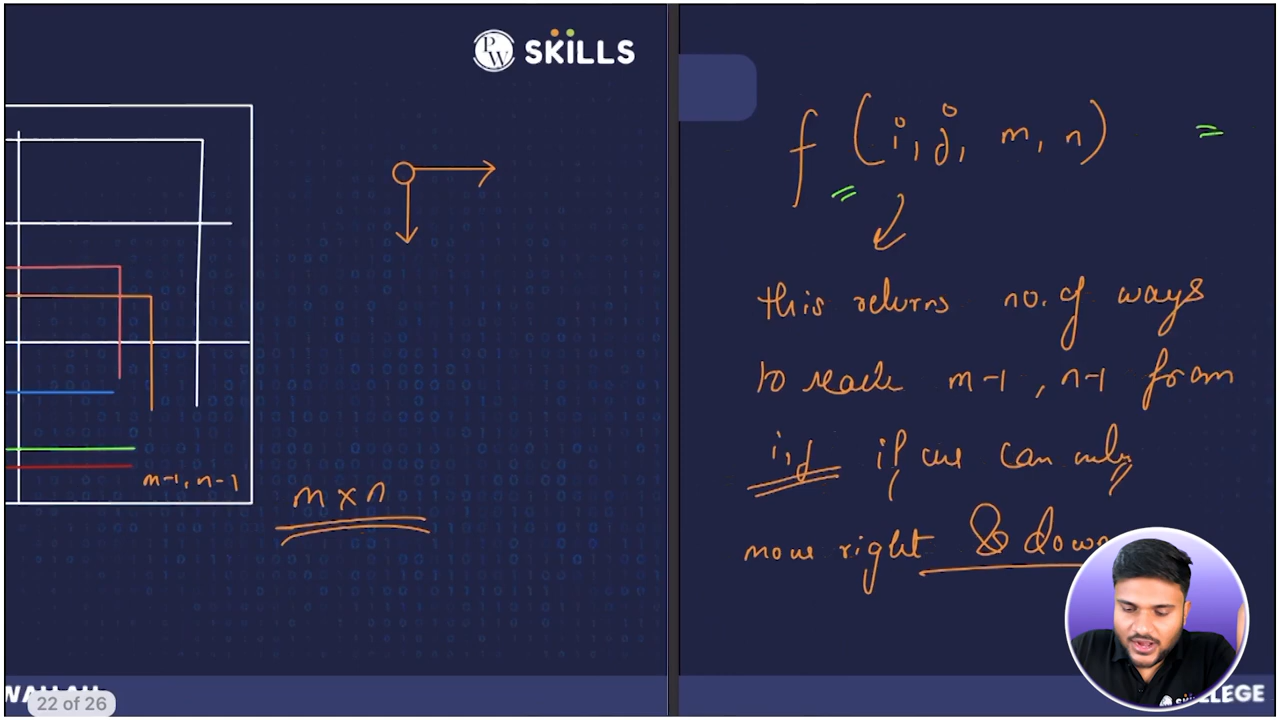 PW SKILLS
m-1, n-1
m x n
f (i, j, m, n) =
this returns no. of ways
to reach m-1, n-1 from
i, j if we can only
move right & down
22 of 26